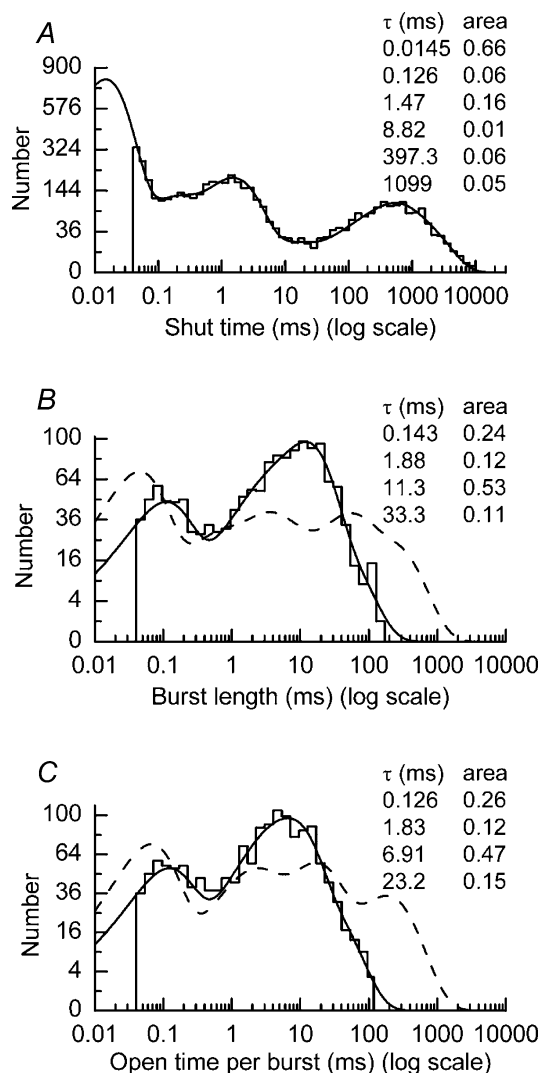 A
τ (ms) area
0.0145 0.66
0.126 0.06
1.47 0.16
8.82 0.01
397.3 0.06
1099 0.05
900
576
324
144
36
0
Number
0.01 0.1 1 10 100 1000 10000
Shut time (ms) (log scale)
B
τ (ms) area
0.143 0.24
1.88 0.12
11.3 0.53
33.3 0.11
100
64
36
16
4
0
Number
0.01 0.1 1 10 100 1000 10000
Burst length (ms) (log scale)
C
τ (ms) area
0.126 0.26
1.83 0.12
6.91 0.47
23.2 0.15
100
64
36
16
4
0
Number
0.01 0.1 1 10 100 1000 10000
Open time per burst (ms) (log scale)